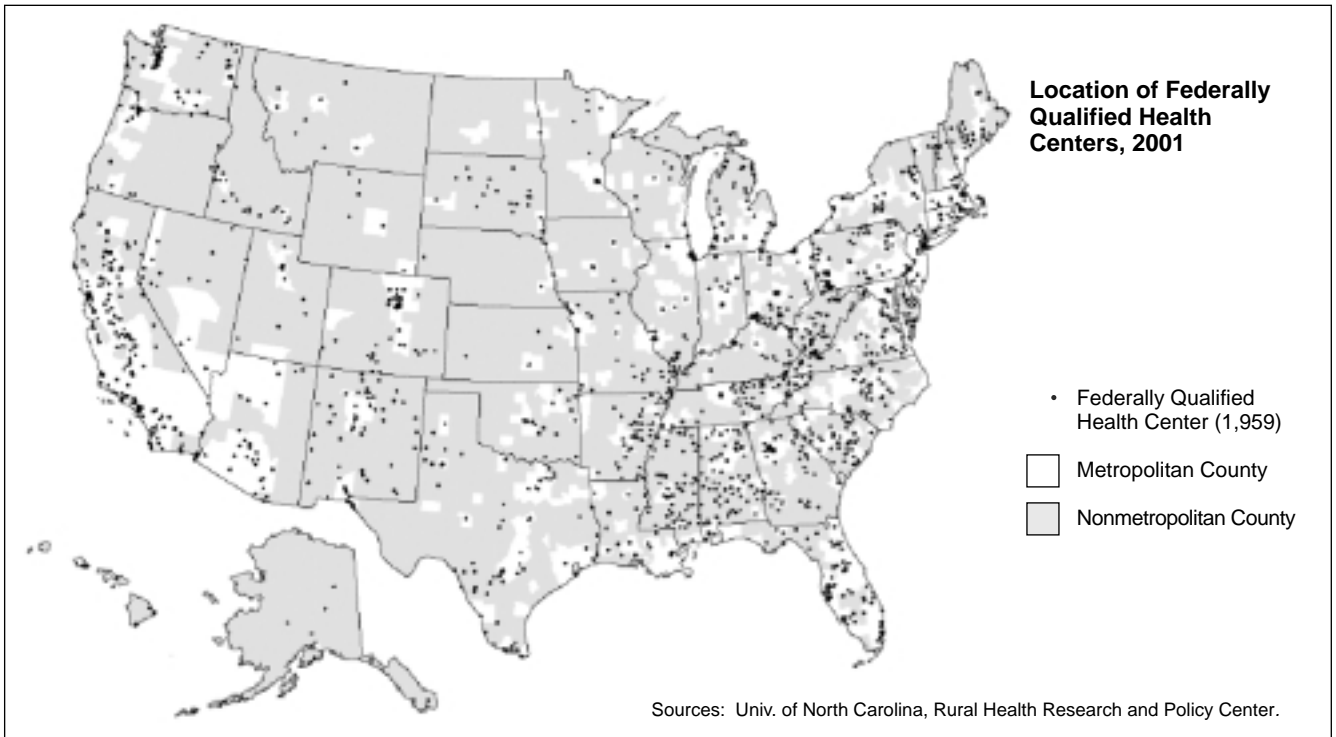 Location of Federally
Qualified Health
Centers, 2001
• Federally Qualified
Health Center (1,959)
Metropolitan County
Nonmetropolitan County
Sources: Univ. of North Carolina, Rural Health Research and Policy Center.